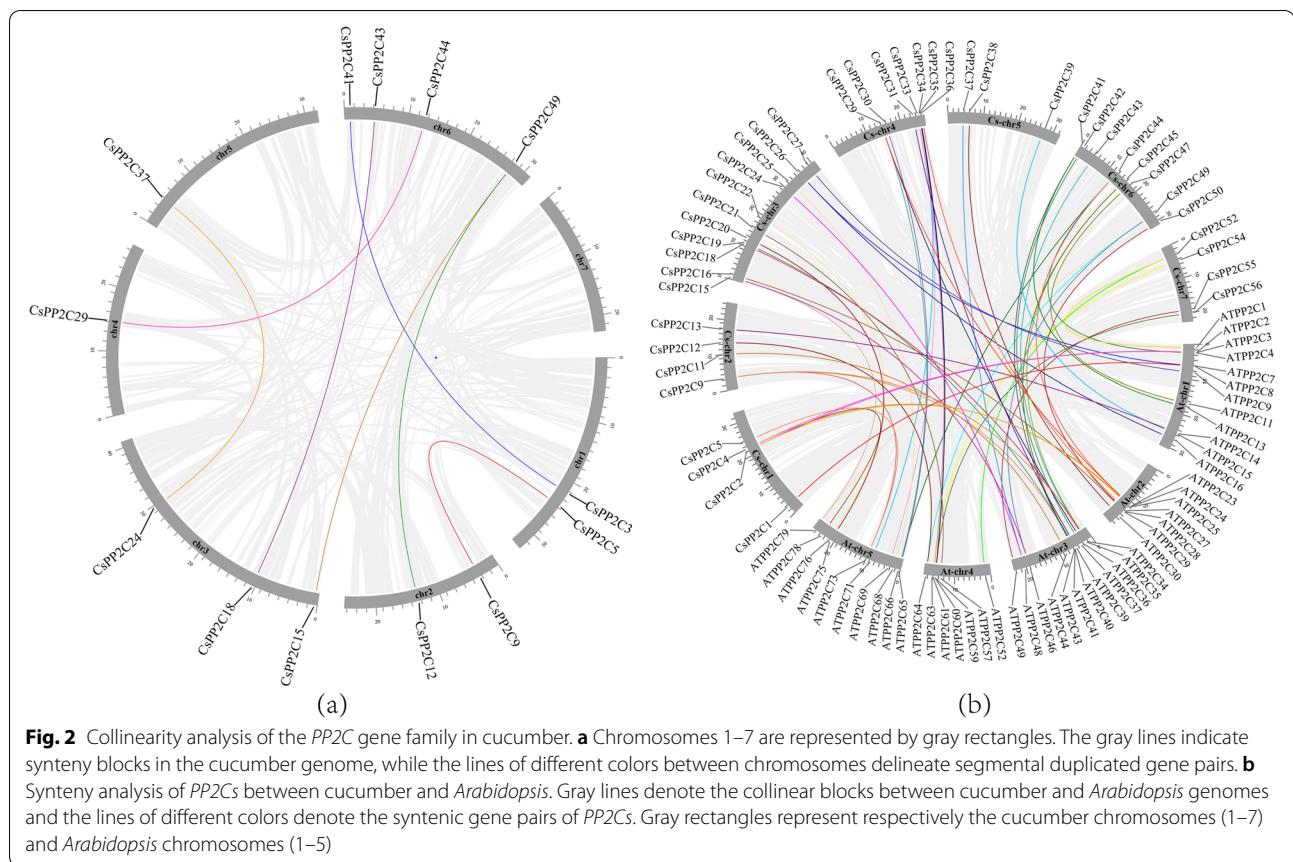 CsPP2C41
CsPP2C43
CsPP2C44
CsPP2C49
CsPP2C37
CsPP2C29
CsPP2C24
CsPP2C18
CsPP2C15
CsPP2C12
CsPP2C9
CsPP2C5
CsPP2C3
chr6
chr7
chr1
chr2
chr3
chr4
chr5
(a)
CsPP2C27
CsPP2C26
CsPP2C25
CsPP2C24
CsPP2C22
CsPP2C21
CsPP2C20
CsPP2C19
CsPP2C18
CsPP2C16
CsPP2C15
CsPP2C13
CsPP2C12
CsPP2C11
CsPP2C9
CsPP2C5
CsPP2C4
CsPP2C2
CsPP2C1
CsPP2C29
CsPP2C30
CsPP2C31
CsPP2C33
CsPP2C34
CsPP2C35
CsPP2C36
CsPP2C37
CsPP2C38
CsPP2C39
CsPP2C41
CsPP2C42
CsPP2C43
CsPP2C44
CsPP2C45
CsPP2C47
CsPP2C49
CsPP2C50
CsPP2C52
CsPP2C54
CsPP2C55
CsPP2C56
ATPP2C1
ATPP2C2
ATPP2C3
ATPP2C4
ATPP2C7
ATPP2C8
ATPP2C9
ATPP2C11
ATPP2C13
ATPP2C14
ATPP2C15
ATPP2C16
ATPP2C23
ATPP2C24
ATPP2C25
ATPP2C27
ATPP2C28
ATPP2C29
ATPP2C30
ATPP2C34
ATPP2C35
ATPP2C36
ATPP2C37
ATPP2C39
ATPP2C40
ATPP2C41
ATPP2C43
ATPP2C44
ATPP2C46
ATPP2C48
ATPP2C49
ATPP2C52
ATPP2C57
ATPP2C59
ATPP2C60
ATPP2C61
ATPP2C63
ATPP2C64
ATPP2C65
ATPP2C66
ATPP2C68
ATPP2C69
ATPP2C71
ATPP2C73
ATPP2C75
ATPP2C76
ATPP2C78
ATPP2C79
Cs-chr1
Cs-chr2
Cs-chr3
Cs-chr4
Cs-chr5
Cs-chr6
Cs-chr7
At-chr1
At-chr2
At-chr3
At-chr4
At-chr5
(b)
Fig. 2 Collinearity analysis of the PP2C gene family in cucumber. a Chromosomes 1–7 are represented by gray rectangles. The gray lines indicate
synteny blocks in the cucumber genome, while the lines of different colors between chromosomes delineate segmental duplicated gene pairs. b
Synteny analysis of PP2Cs between cucumber and Arabidopsis. Gray lines denote the collinear blocks between cucumber and Arabidopsis genomes
and the lines of different colors denote the syntenic gene pairs of PP2Cs. Gray rectangles represent respectively the cucumber chromosomes (1–7)
and Arabidopsis chromosomes (1–5)